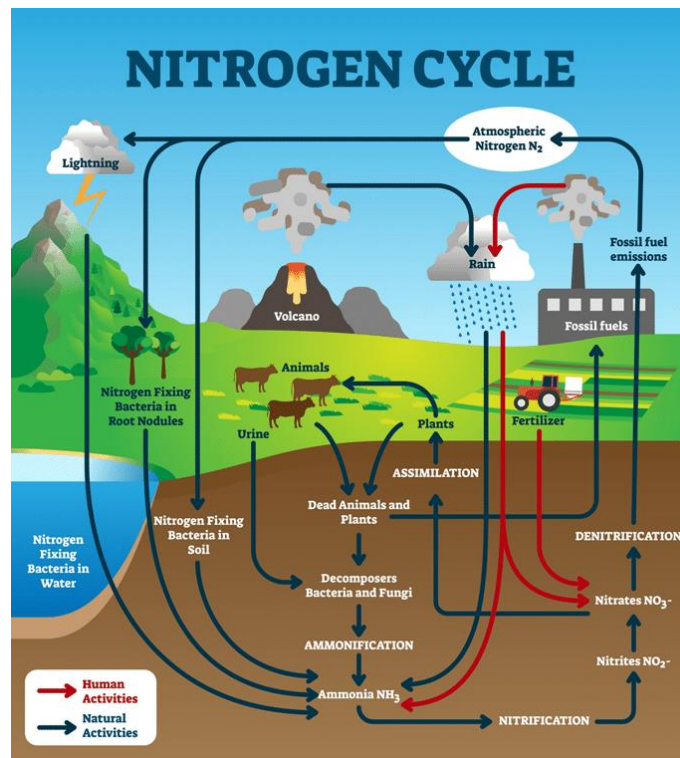 NITROGEN CYCLE
Atmospheric
Nitrogen N₂
Lightning
Rain
Fossil fuel
emissions
Volcano
Fossil fuels
Animals
Nitrogen Fixing
Bacteria in
Root Nodules
Urine
Plants
Fertilizer
ASSIMILATION
Dead Animals and
Plants
Nitrogen Fixing
Bacteria in
Soil
Nitrogen
Fixing
Bacteria in
Water
DENITRIFICATION
Decomposers
Bacteria and Fungi
Nitrates NO₃-
AMMONIFICATION
Nitrites NO₂-
Ammonia NH₃
NITRIFICATION
Human
Activities
Natural
Activities